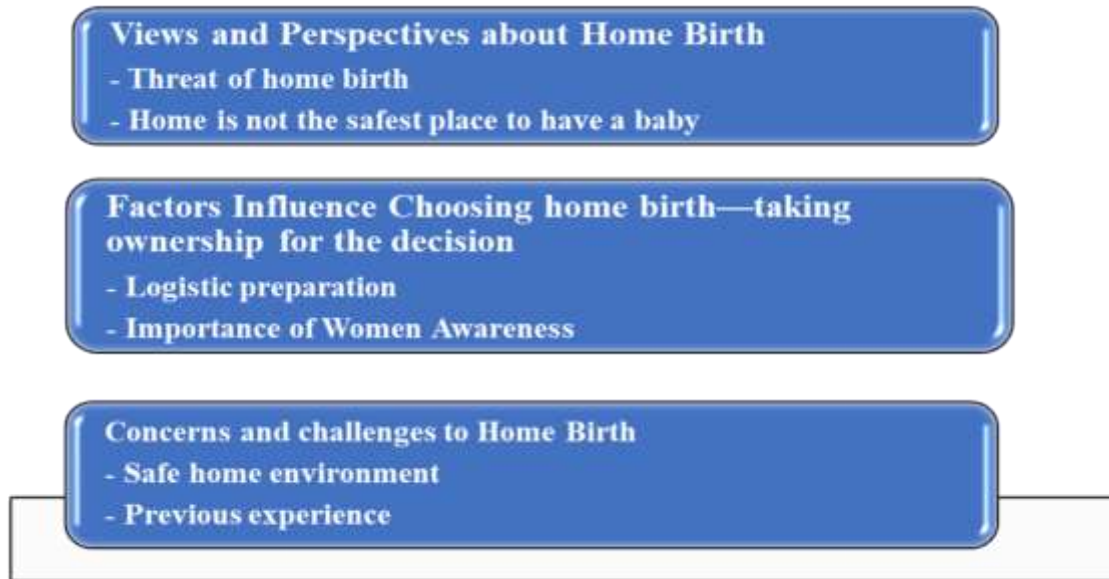 Views and Perspectives about Home Birth
- Threat of home birth
- Home is not the safest place to have a baby
Factors Influence Choosing home birth—taking
ownership for the decision
- Logistic preparation
- Importance of Women Awareness
Concerns and challenges to Home Birth
- Safe home environment
- Previous experience